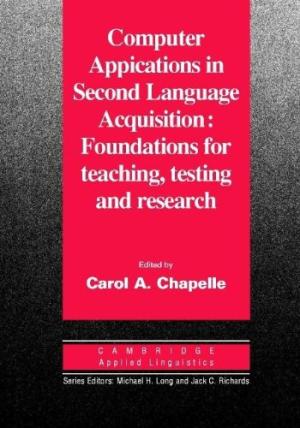 Computer
Appications in
Second Language
Acquisition:
Foundations for
teaching, testing
and research
Edited by
Carol A. Chapelle
CAMBRIDGE
Applied Linguistics
Series Editors: Michael H. Long and Jack C. Richards